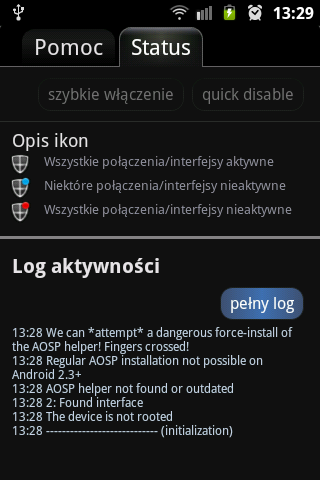 13:29
Pomoc
Status
szybkie włączenie
quick disable
Opis ikon
Wszystkie połączenia/interfejsy aktywne
Niektóre połączenia/interfejsy nieaktywne
Wszystkie połączenia/interfejsy nieaktywne
Log aktywności
pełny log
13:28 We can *attempt* a dangerous force-install of
the AOSP helper! Fingers crossed!
13:28 Regular AOSP installation not possible on
Android 2.3+
13:28 AOSP helper not found or outdated
13:28 2: Found interface
13:28 The device is not rooted
13:28 ---------------------------- (initialization)